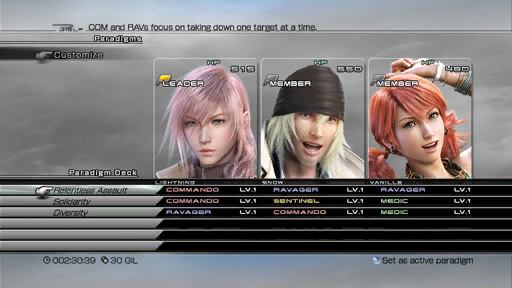 HELP COM and RAVs focus on taking down one target at a time.
Paradigms
Customize
HP 515 HP 550 HP 450
LEADER MEMBER MEMBER
Paradigm Deck
LIGHTNING SNOW VANILLE
Relentless Assault COMMANDO LV.1 RAVAGER LV.1 RAVAGER LV.1
Solidarity COMMANDO LV.1 SENTINEL LV.1 MEDIC LV.1
Diversity RAVAGER LV.1 COMMANDO LV.1 MEDIC LV.1
002:30:39 30 GIL Set as active paradigm